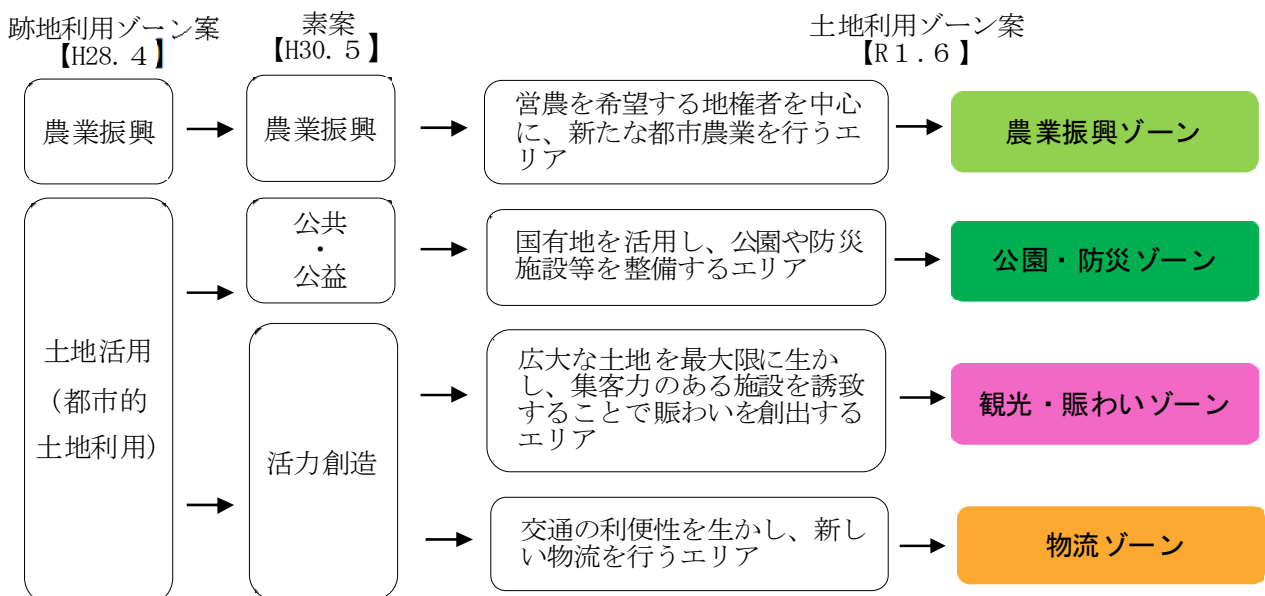 跡地利用ゾーン案
【H28.4】
素案
【H30.5】
土地利用ゾーン案
【R1.6】
農業振興
農業振興
営農を希望する地権者を中心
に、新たな都市農業を行うエ
リア
農業振興ゾーン
土地活用
（都市的
土地利用）
公共
・
公益
国有地を活用し、公園や防災
施設等を整備するエリア
公園・防災ゾーン
活力創造
広大な土地を最大限に生か
し、集客力のある施設を誘致
することで賑わいを創出する
エリア
観光・賑わいゾーン
交通の利便性を生かし、新し
い物流を行うエリア
物流ゾーン